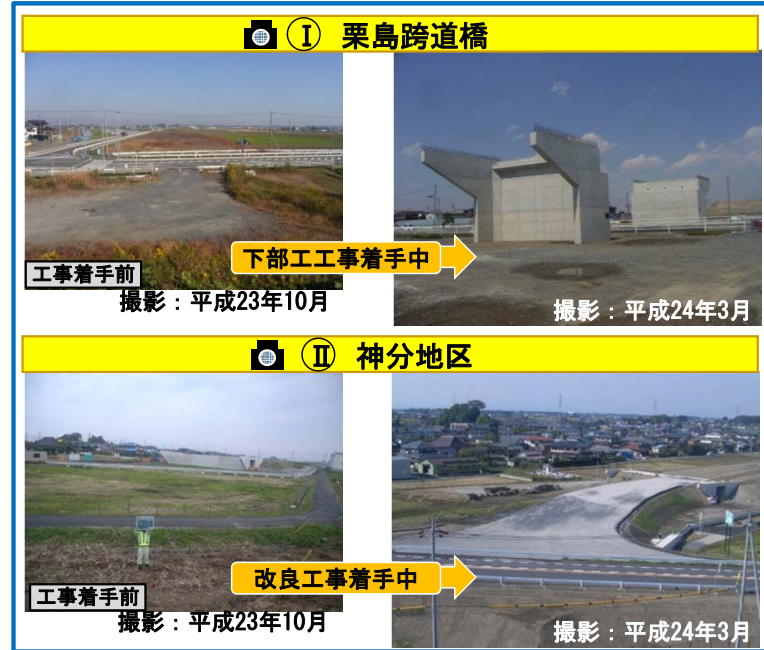 Ⅰ 栗島跨道橋
下部工工事着手中
工事着手前
撮影：平成23年10月
撮影：平成24年3月
Ⅱ 神分地区
改良工事着手中
工事着手前
撮影：平成23年10月
撮影：平成24年3月